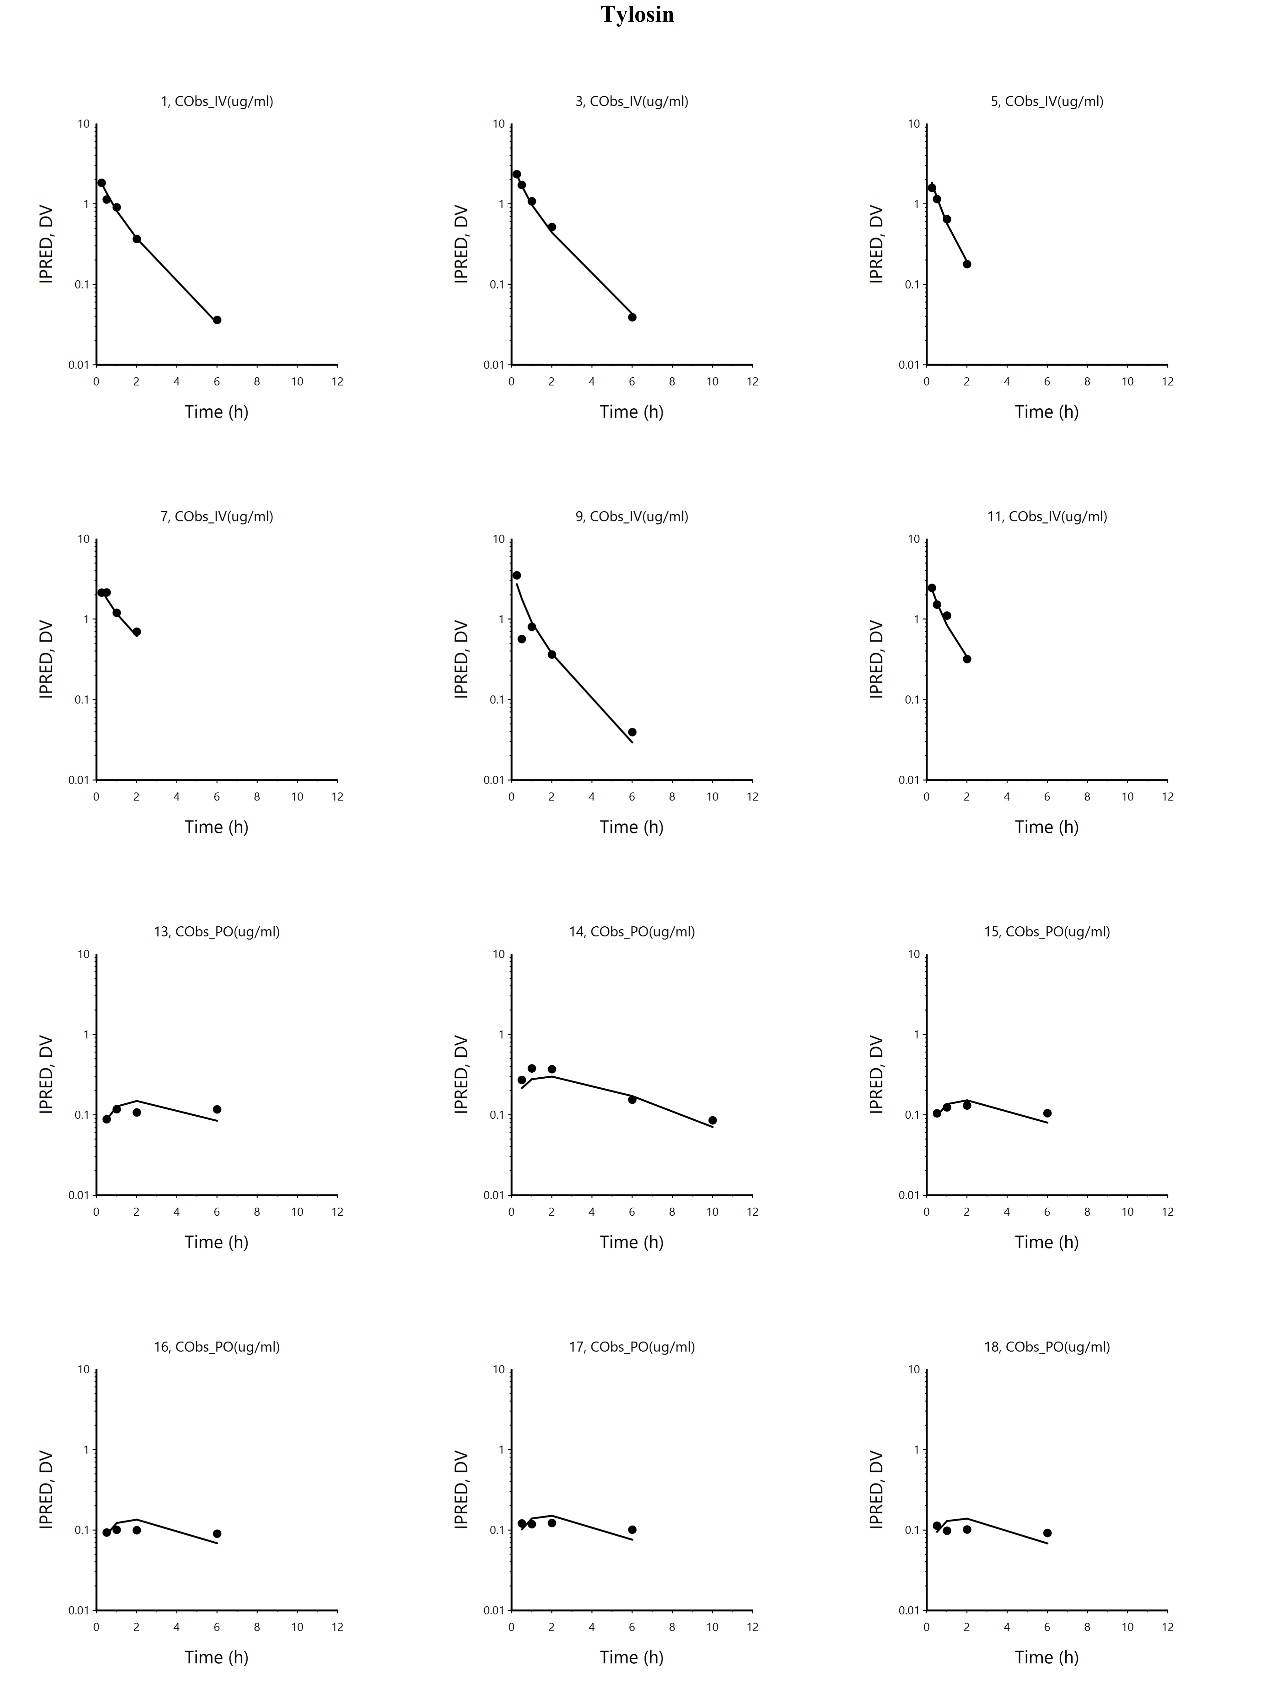 Tylosin
1, CObs_IV(ug/ml)
10
1
0.1
0.01
IPRED, DV
0 2 4 6 8 10 12
Time (h)
3, CObs_IV(ug/ml)
10
1
0.1
0.01
IPRED, DV
0 2 4 6 8 10 12
Time (h)
5, CObs_IV(ug/ml)
10
1
0.1
0.01
IPRED, DV
0 2 4 6 8 10 12
Time (h)
7, CObs_IV(ug/ml)
10
1
0.1
0.01
IPRED, DV
0 2 4 6 8 10 12
Time (h)
9, CObs_IV(ug/ml)
10
1
0.1
0.01
IPRED, DV
0 2 4 6 8 10 12
Time (h)
11, CObs_IV(ug/ml)
10
1
0.1
0.01
IPRED, DV
0 2 4 6 8 10 12
Time (h)
13, CObs_PO(ug/ml)
10
1
0.1
0.01
IPRED, DV
0 2 4 6 8 10 12
Time (h)
14, CObs_PO(ug/ml)
10
1
0.1
0.01
IPRED, DV
0 2 4 6 8 10 12
Time (h)
15, CObs_PO(ug/ml)
10
1
0.1
0.01
IPRED, DV
0 2 4 6 8 10 12
Time (h)
16, CObs_PO(ug/ml)
10
1
0.1
0.01
IPRED, DV
0 2 4 6 8 10 12
Time (h)
17, CObs_PO(ug/ml)
10
1
0.1
0.01
IPRED, DV
0 2 4 6 8 10 12
Time (h)
18, CObs_PO(ug/ml)
10
1
0.1
0.01
IPRED, DV
0 2 4 6 8 10 12
Time (h)